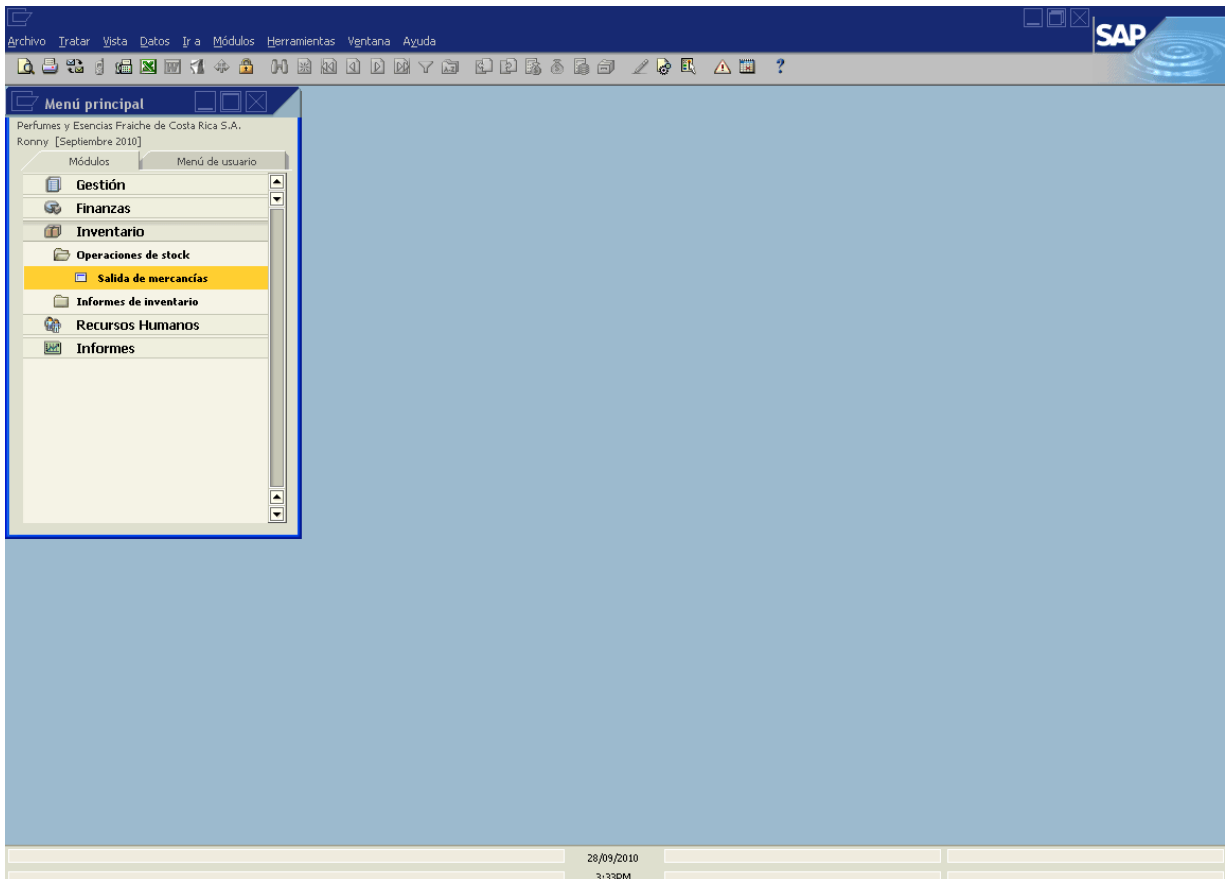 Archivo Tratar Vista Datos Ir a Módulos Herramientas Ventana Ayuda
SAP
Menú principal
Perfumes y Esencias Fraiche de Costa Rica S.A.
Ronny [Septiembre 2010]
Módulos Menú de usuario
Gestión
Finanzas
Inventario
Operaciones de stock
Salida de mercancías
Informes de inventario
Recursos Humanos
Informes
28/09/2010
3:33PM